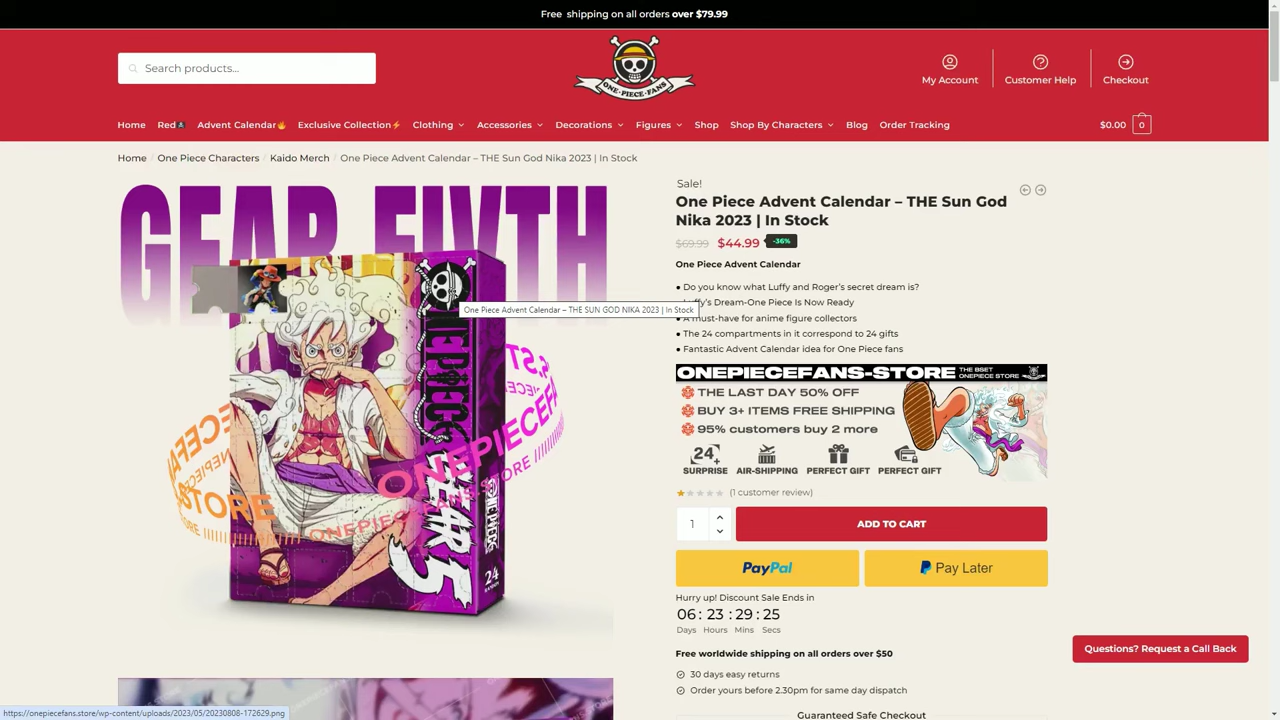 Free shipping on all orders over $79.99
Search products...
ONE·PIECE·FANS
My Account
Customer Help
Checkout
Home
Red
Advent Calendar
Exclusive Collection
Clothing
Accessories
Decorations
Figures
Shop
Shop By Characters
Blog
Order Tracking
$0.00
0
Home / One Piece Characters / Kaido Merch / One Piece Advent Calendar – THE Sun God Nika 2023 | In Stock
GEAR FIVTH
GEAR 5
24
ONEPIECEFA
ONEPIECEFANS-STORE
STORE
One Piece Advent Calendar – THE SUN GOD NIKA 2023 | In Stock
Sale!
One Piece Advent Calendar – THE Sun God
Nika 2023 | In Stock
$69.99 $44.99 -36%
One Piece Advent Calendar
● Do you know what Luffy and Roger's secret dream is?
Luffy's Dream-One Piece Is Now Ready
A must-have for anime figure collectors
● The 24 compartments in it correspond to 24 gifts
● Fantastic Advent Calendar idea for One Piece fans
ONEPIECEFANS-STORE THE BSET ONEPIECE STORE
THE LAST DAY 50% OFF
BUY 3+ ITEMS FREE SHIPPING
95% customers buy 2 more
24
SURPRISE AIR-SHIPPING PERFECT GIFT PERFECT GIFT
(1 customer review)
1
ADD TO CART
PayPal
Pay Later
Hurry up! Discount Sale Ends in
06 : 23 : 29 : 25
Days Hours Mins Secs
Free worldwide shipping on all orders over $50
30 days easy returns
Order yours before 2.30pm for same day dispatch
Guaranteed Safe Checkout
Questions? Request a Call Back
https://onepiecefans.store/wp-content/uploads/2023/05/20230808-172629.png